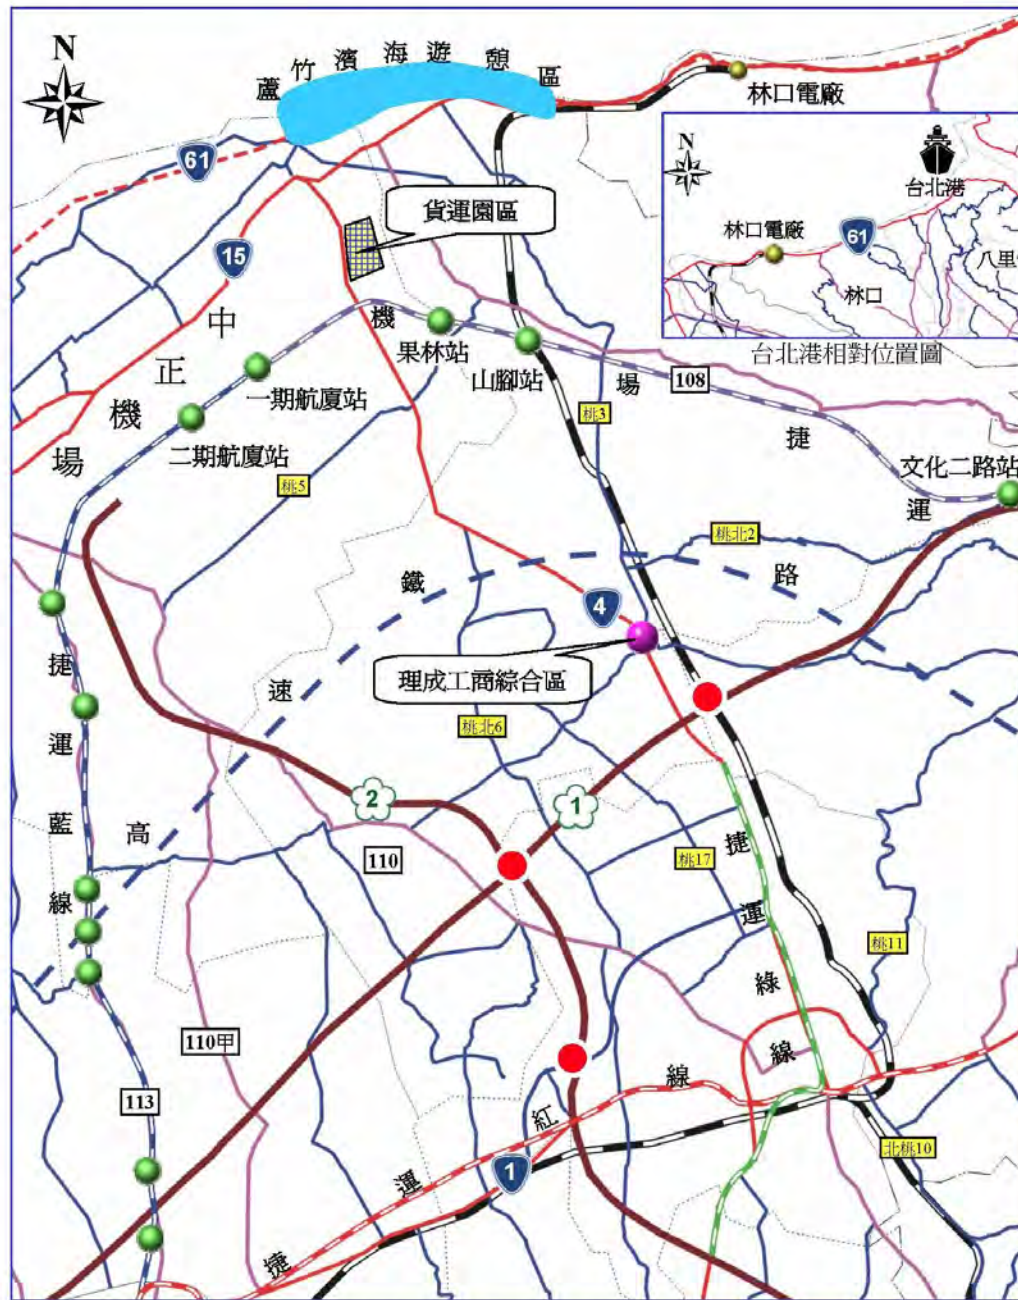 N
蘆竹濱海遊憩區
林口電廠
61
貨運園區
15
N
台北港
林口電廠
61
八里
林口
台北港相對位置圖
中正機場
機場捷運
果林站
山腳站
108
一期航廈站
桃3
二期航廈站
文化二路站
桃5
桃北2
高速鐵路
4
理成工商綜合區
桃北6
捷運藍線
2
1
110
桃17
捷運綠線
桃11
110甲
113
捷運紅線
1
北桃10